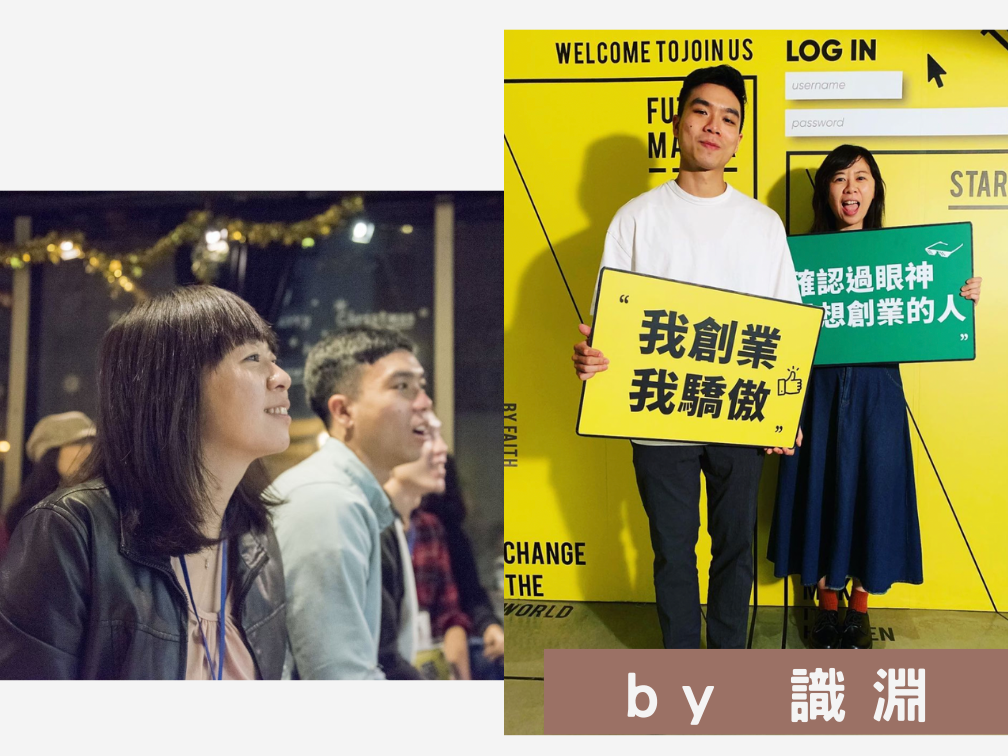 WELCOME TO JOIN US
LOG IN
username
password
STAR
“
我創業
我驕傲
”
確認過眼神
想創業的人
”
BY FAITH
CHANGE
THE
WORLD
by 識淵